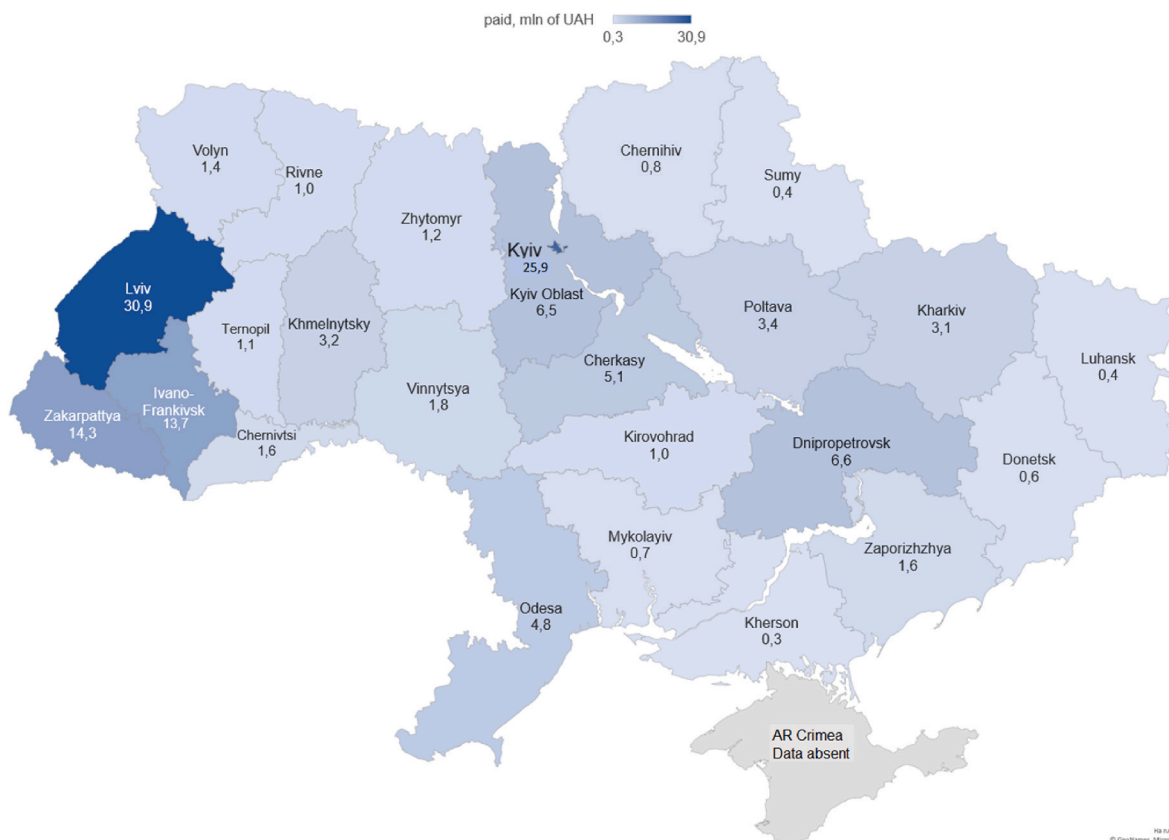 paid, mln of UAH
0,3 30,9
Volyn
1,4
Rivne
1,0
Zhytomyr
1,2
Chernihiv
0,8
Sumy
0,4
Kyiv
25,9
Kyiv Oblast
6,5
Lviv
30,9
Ternopil
1,1
Khmelnytsky
3,2
Poltava
3,4
Kharkiv
3,1
Luhansk
0,4
Cherkasy
5,1
Vinnytsya
1,8
Ivano-
Frankivsk
13,7
Zakarpattya
14,3
Chernivtsi
1,6
Kirovohrad
1,0
Dnipropetrovsk
6,6
Donetsk
0,6
Mykolayiv
0,7
Zaporizhzhya
1,6
Odesa
4,8
Kherson
0,3
AR Crimea
Data absent
© GeoNames,